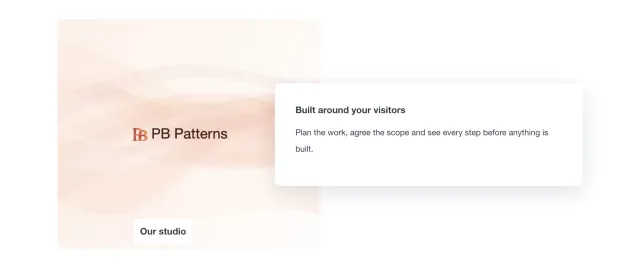 PB Patterns
Our studio
Built around your visitors
Plan the work, agree the scope and see every step before anything is
built.